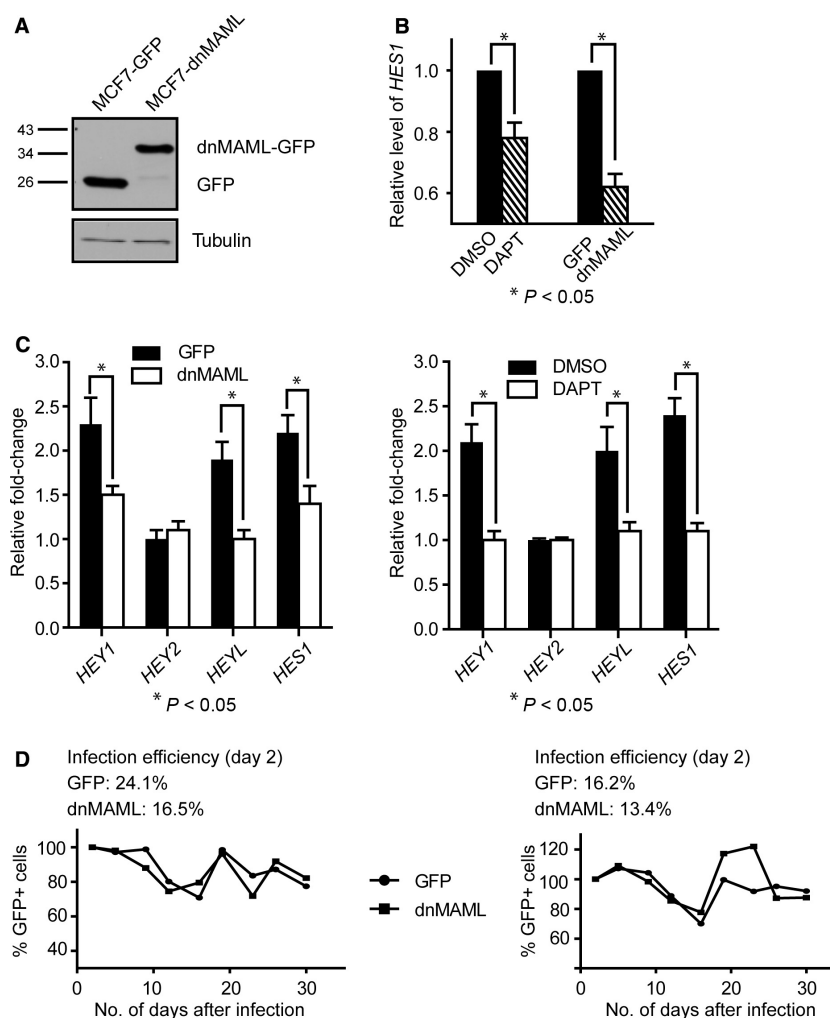 A
MCF7-GFP
MCF7-dnMAML
43
34
26
dnMAML-GFP
GFP
Tubulin
B
Relative level of HES1
1.0
0.8
0.6
* *
DMSO
DAPT
GFP
dnMAML
* P < 0.05
C
GFP
dnMAML
Relative fold-change
3.0
2.5
2.0
1.5
1.0
0.5
0.0
* * *
HEY1 HEY2 HEYL HES1
* P < 0.05
DMSO
DAPT
Relative fold-change
3.0
2.5
2.0
1.5
1.0
0.5
0.0
* * *
HEY1 HEY2 HEYL HES1
* P < 0.05
D
Infection efficiency (day 2)
GFP: 24.1%
dnMAML: 16.5%
% GFP+ cells
100
80
60
40
0 10 20 30
No. of days after infection
GFP
dnMAML
Infection efficiency (day 2)
GFP: 16.2%
dnMAML: 13.4%
% GFP+ cells
120
100
80
60
0 10 20 30
No. of days after infection